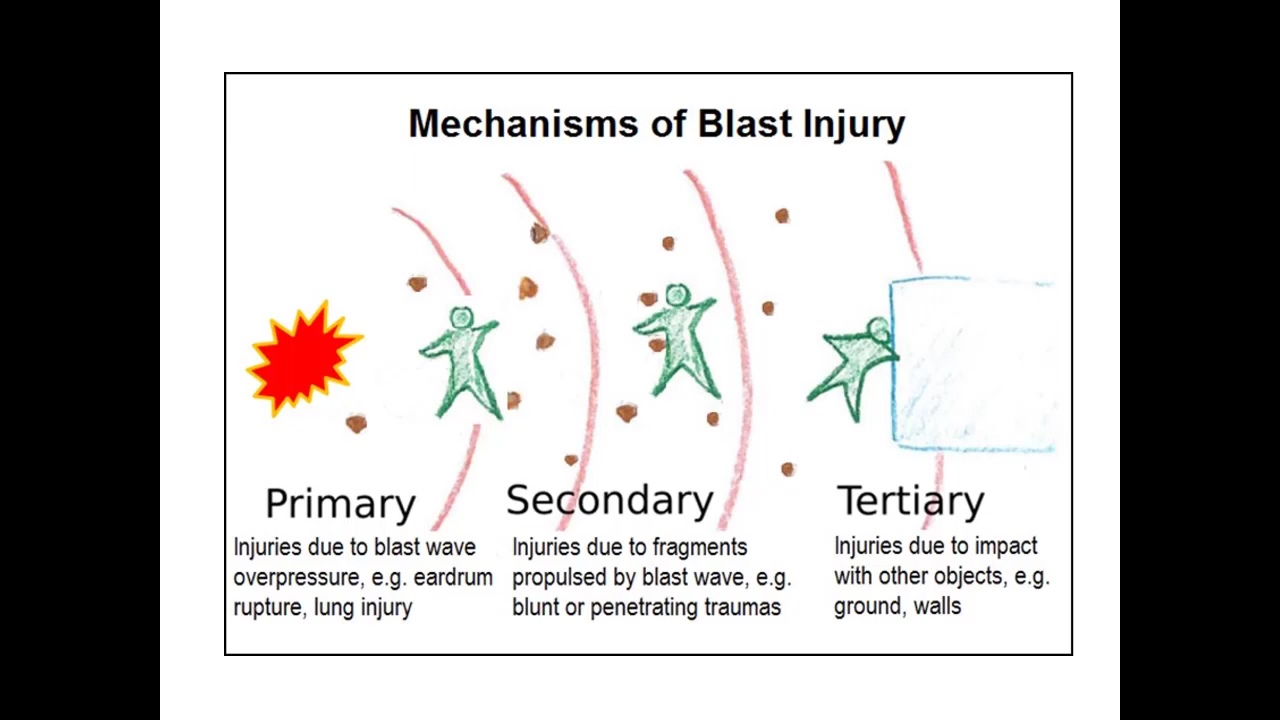 Mechanisms of Blast Injury
Primary
Injuries due to blast wave
overpressure, e.g. eardrum
rupture, lung injury
Secondary
Injuries due to fragments
propulsed by blast wave, e.g.
blunt or penetrating traumas
Tertiary
Injuries due to impact
with other objects, e.g.
ground, walls